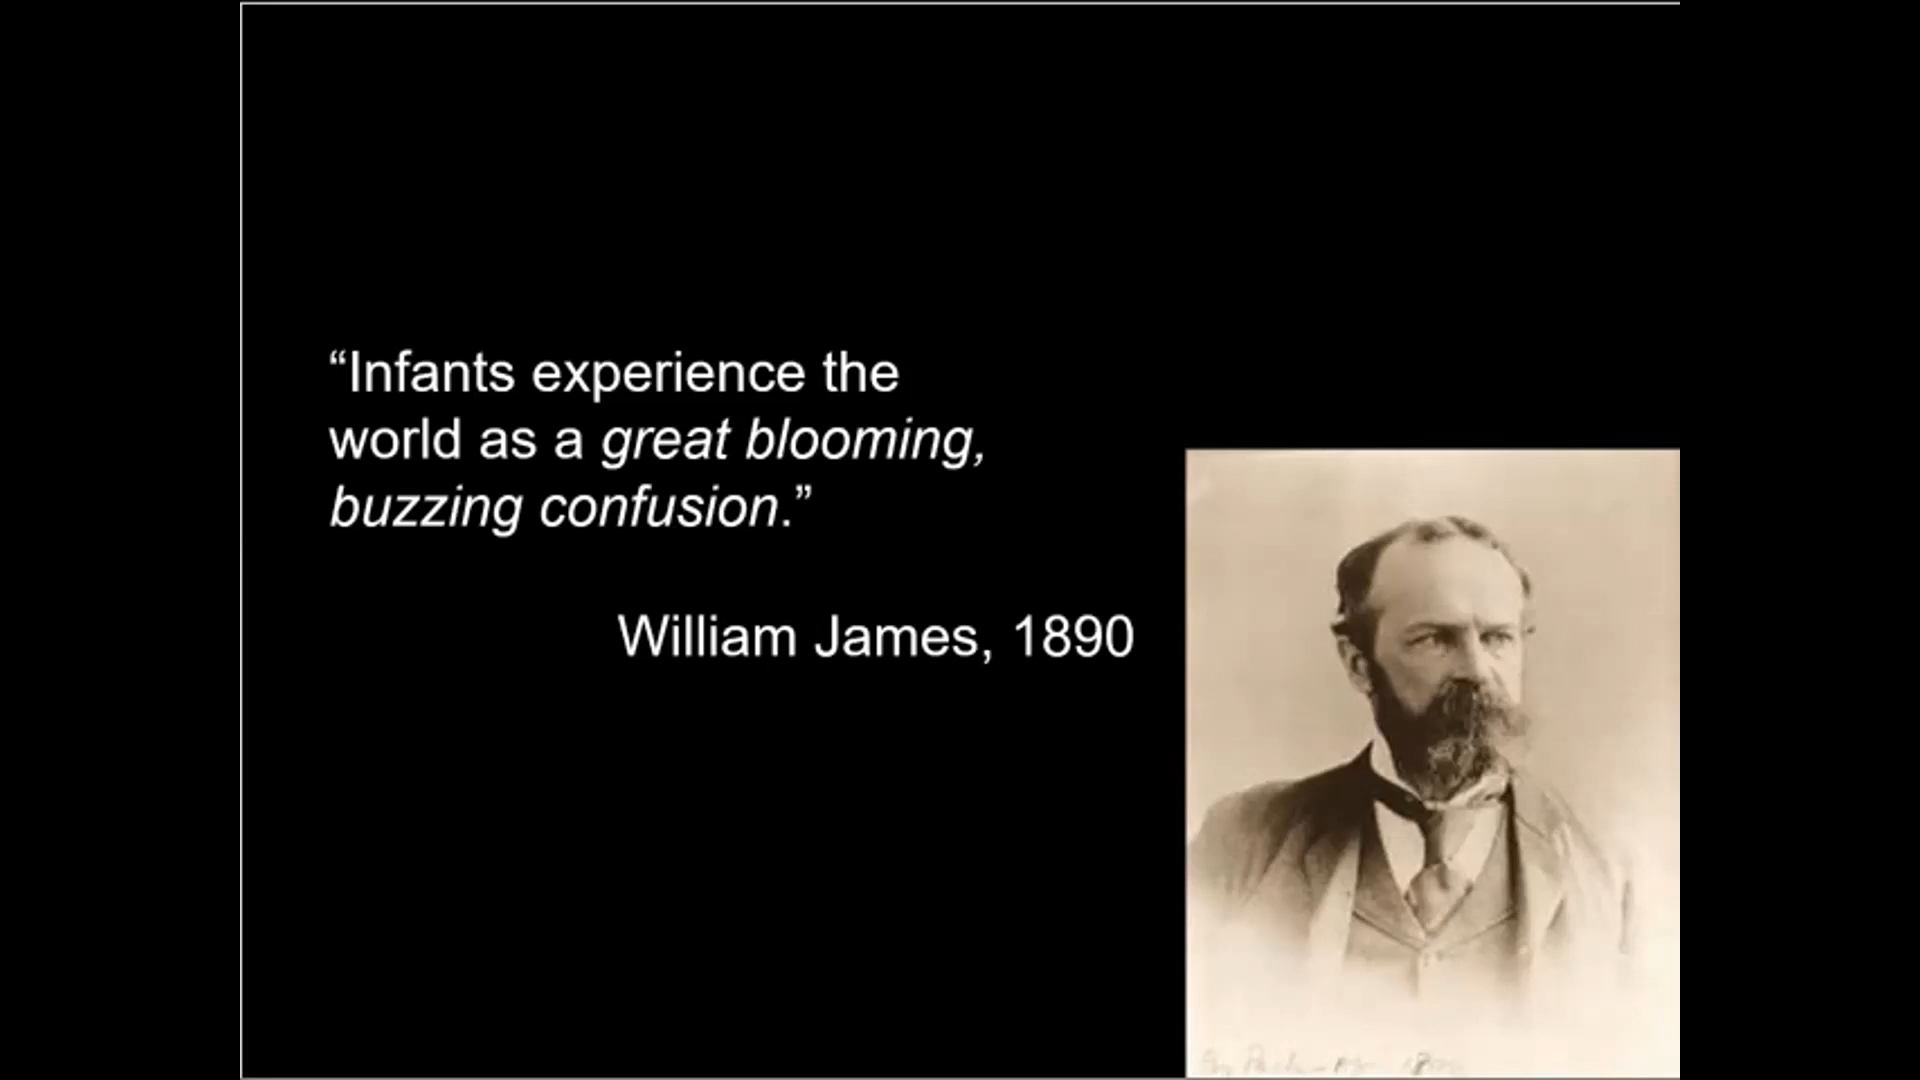 “Infants experience the
world as a great blooming,
buzzing confusion.”
William James, 1890